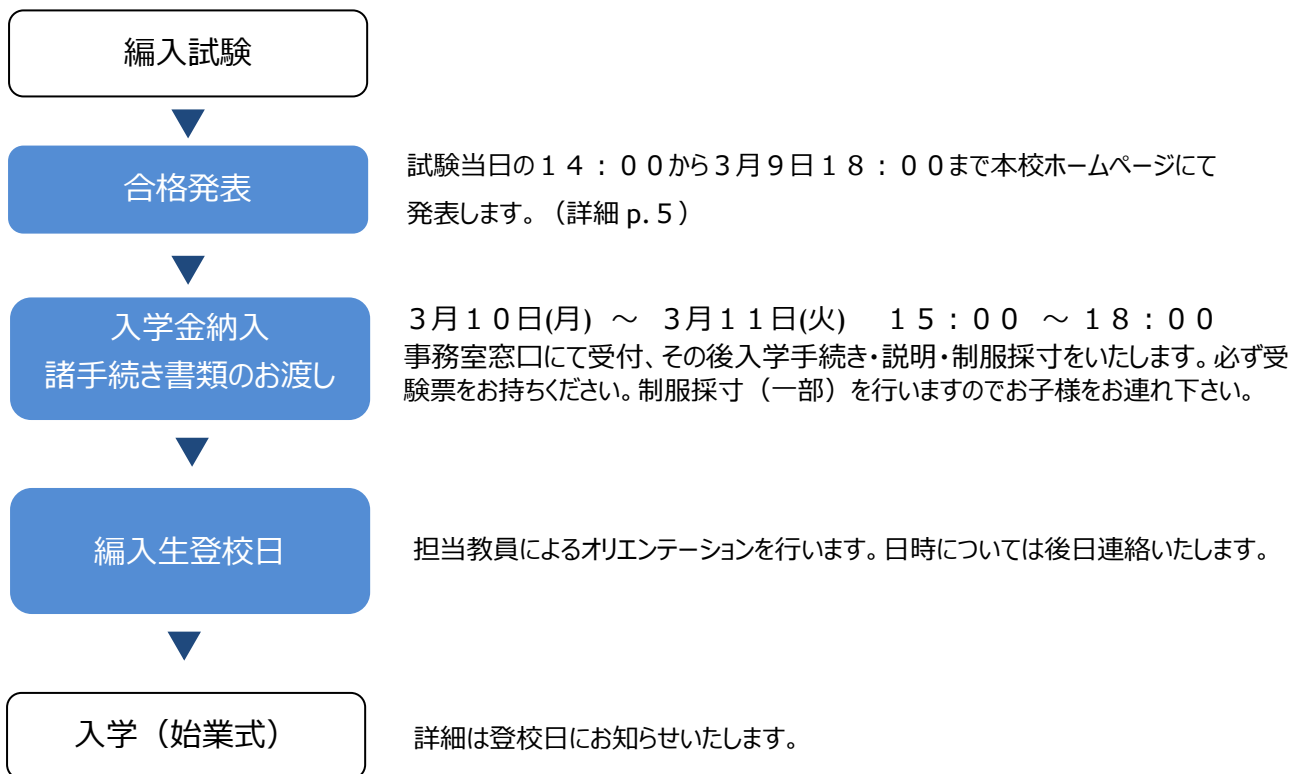 編入試験
合格発表
試験当日の１４：００から３月９日１８：００まで本校ホームページにて
発表します。（詳細 p.５）
入学金納入
諸手続き書類のお渡し
３月１０日(月) ～ ３月１１日(火)　１５：００ ～１８：００
事務室窓口にて受付、その後入学手続き・説明・制服採寸をいたします。必ず受
験票をお持ちください。制服採寸（一部）を行いますのでお子様をお連れ下さい。
編入生登校日
担当教員によるオリエンテーションを行います。日時については後日連絡いたします。
入学（始業式）
詳細は登校日にお知らせいたします。